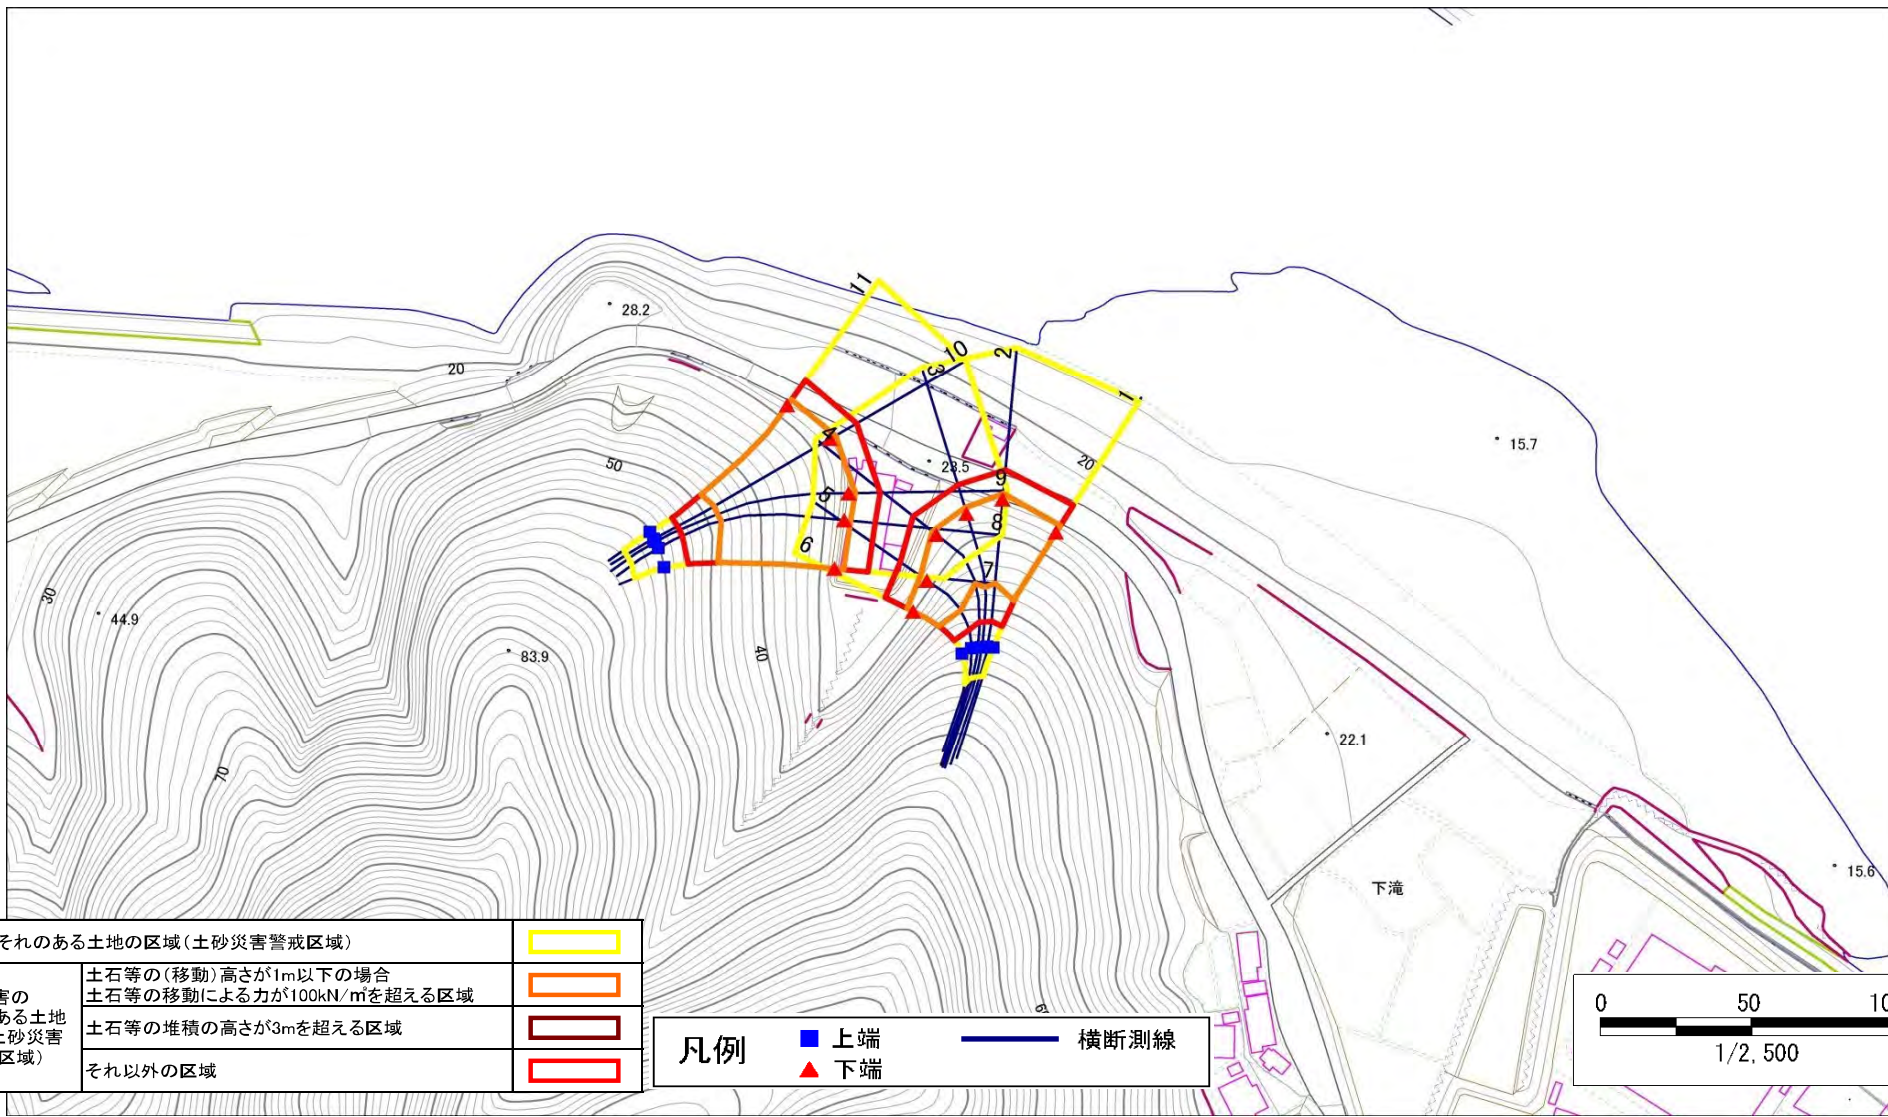 28.2
11
10
2
3
1
20
15.7
50
4
23.5
20
5
9
8
6
7
30
44.9
83.9
40
70
22.1
下滝
15.6
それのある土地の区域(土砂災害警戒区域)
害の
ある土地
土砂災害
区域)
土石等の(移動)高さが1m以下の場合
土石等の移動による力が100kN/㎡を超える区域
土石等の堆積の高さが3mを超える区域
それ以外の区域
凡例
上端
下端
横断測線
0 50 10
1/2,500